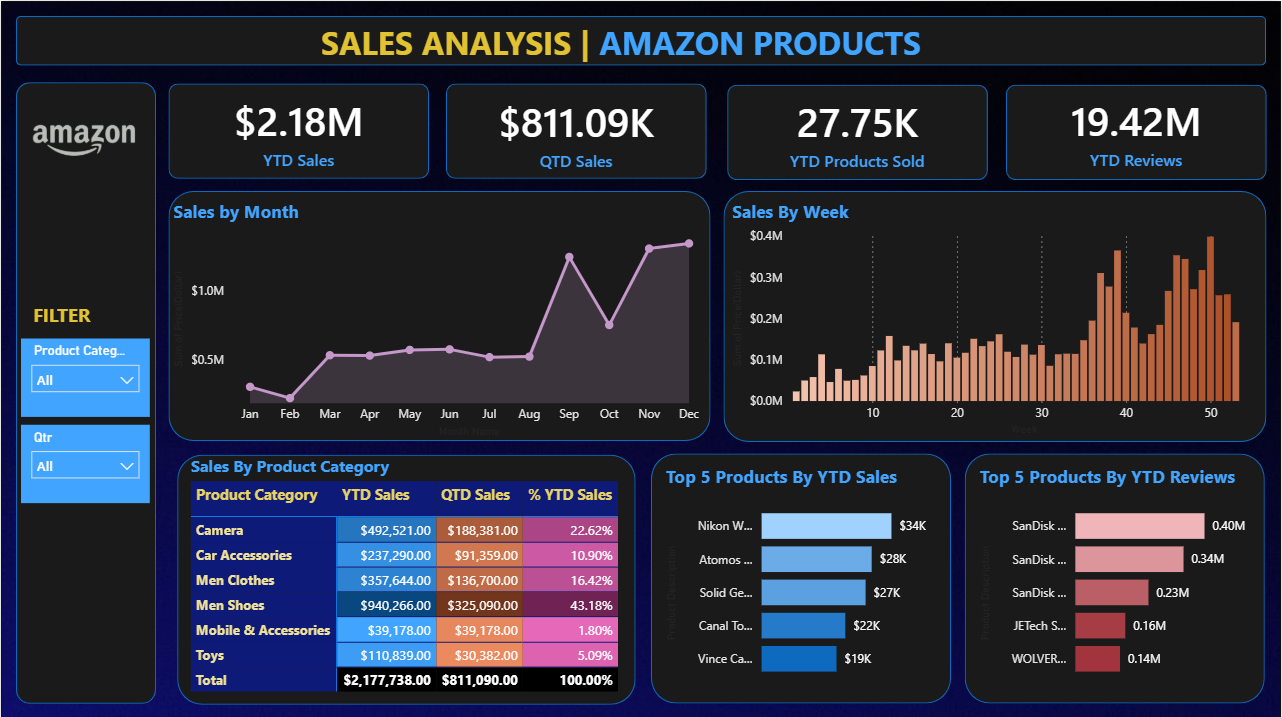 SALES ANALYSIS | AMAZON PRODUCTS
amazon
$2.18M
YTD Sales
$811.09K
QTD Sales
27.75K
YTD Products Sold
19.42M
YTD Reviews
FILTER
Product Categ...
All
Qtr
All
Sales by Month
$1.0M
$0.5M
Jan Feb Mar Apr May Jun Jul Aug Sep Oct Nov Dec
Month Name
Sales By Week
$0.4M
$0.3M
$0.2M
$0.1M
$0.0M
10 20 30 40 50
Week
Sales By Product Category
Product Category YTD Sales QTD Sales % YTD Sales
Camera $492,521.00 $188,381.00 22.62%
Car Accessories $237,290.00 $91,359.00 10.90%
Men Clothes $357,644.00 $136,700.00 16.42%
Men Shoes $940,266.00 $325,090.00 43.18%
Mobile & Accessories $39,178.00 $39,178.00 1.80%
Toys $110,839.00 $30,382.00 5.09%
Total $2,177,738.00 $811,090.00 100.00%
Top 5 Products By YTD Sales
Product Description
Nikon W... $34K
Atomos ... $28K
Solid Ge... $27K
Canal To... $22K
Vince Ca... $19K
Top 5 Products By YTD Reviews
Product Description
SanDisk ... 0.40M
SanDisk ... 0.34M
SanDisk ... 0.23M
JETech S... 0.16M
WOLVER... 0.14M